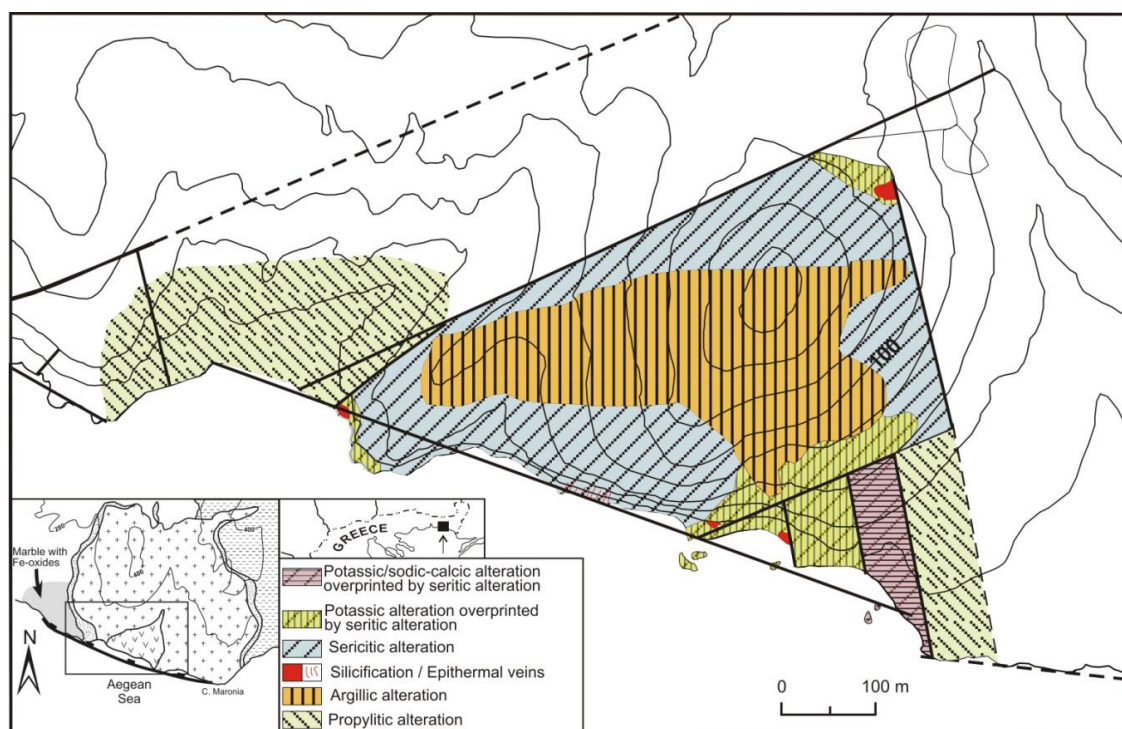 100
280
400
400
Marble with
Fe-oxides
N
Aegean
Sea
C. Maronia
GREECE
Potassic/sodic-calcic alteration
overprinted by seritic alteration
Potassic alteration overprinted
by seritic alteration
Sericitic alteration
Silicification / Epithermal veins
Argillic alteration
Propylitic alteration
0 100 m